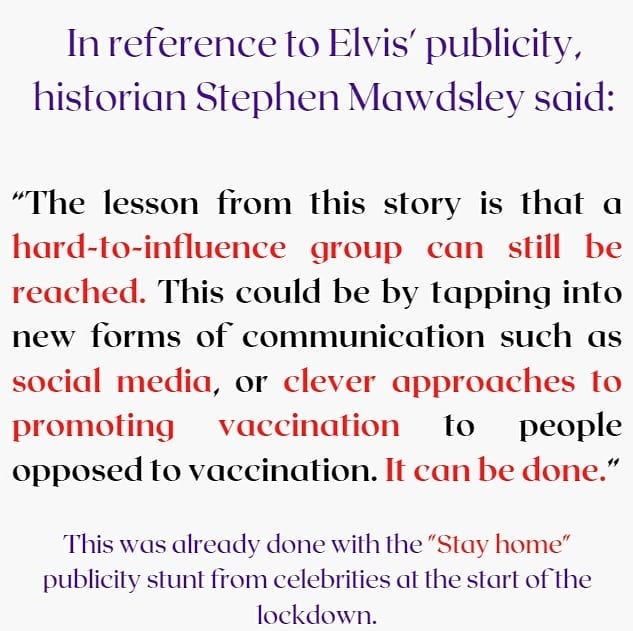 In reference to Elvis' publicity,
historian Stephen Mawdsley said:
"The lesson from this story is that a
hard-to-influence group can still be
reached. This could be by tapping into
new forms of communication such as
social media, or clever approaches to
promoting vaccination to people
opposed to vaccination. It can be done."
This was already done with the "Stay home"
publicity stunt from celebrities at the start of the
lockdown.